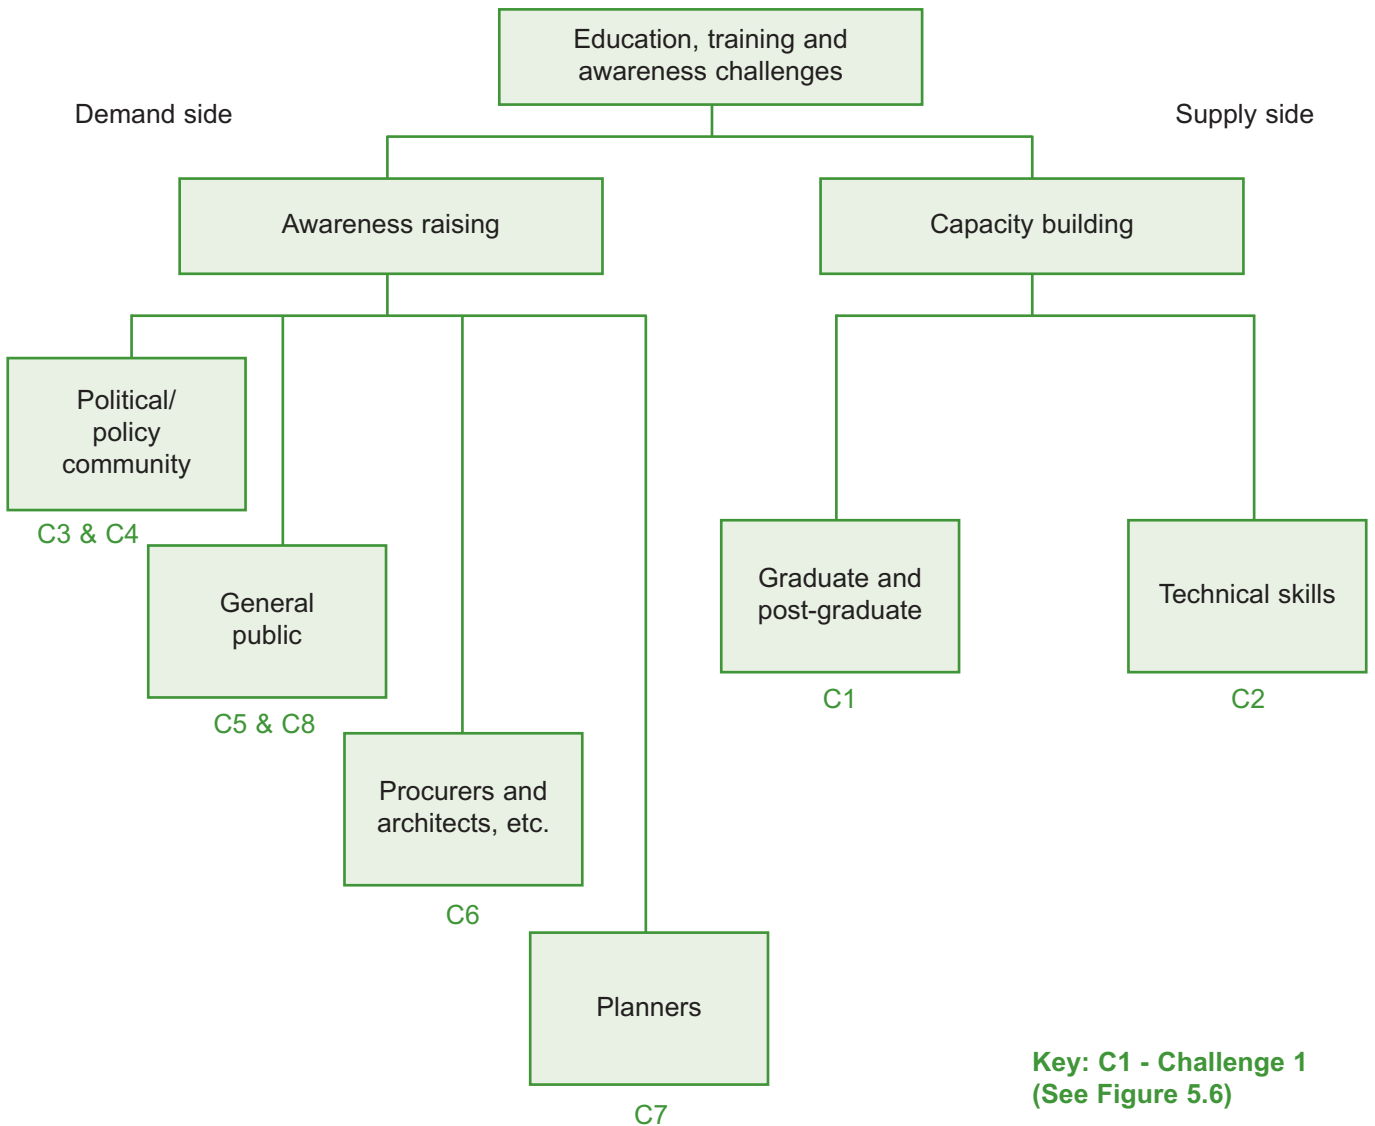 Education, training and
awareness challenges
Demand side
Supply side
Awareness raising
Capacity building
Political/
policy
community
C3 & C4
General
public
C5 & C8
Procurers and
architects, etc.
C6
Planners
C7
Graduate and
post-graduate
C1
Technical skills
C2
Key: C1 - Challenge 1
(See Figure 5.6)